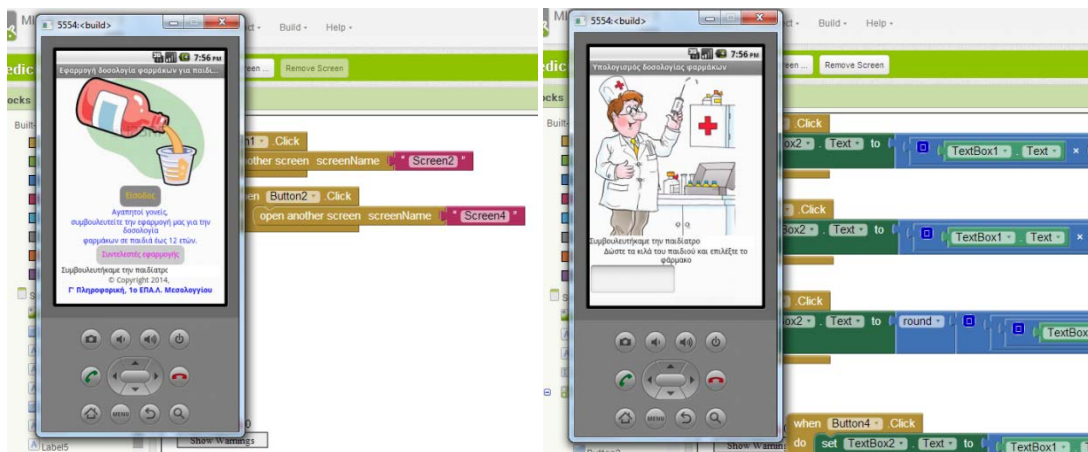 5554:<build>
Build
Help
7:56 PM
Εφαρμογή δοσολογία φαρμάκων για παιδι...
Remove Screen
Είσοδος
Αγαπητοί γονείς,
συμβουλευτείτε την εφαρμογή μας για την
δοσολογία
φαρμάκων σε παιδιά έως 12 ετών.
Συντελεστές εφαρμογής
Συμβουλευτήκαμε την παιδίατρο
© Copyright 2014,
Γ' Πληροφορική, 1ο ΕΠΑ.Λ. Μεσολογγίου
.Click
screen screenName " Screen2 "
Button2 .Click
open another screen screenName " Screen4 "
MENU
Label5
Show Warnings
5554:<build>
Build
Help
7:56 PM
Υπολογισμός δοσολογίας φαρμάκων
Remove Screen
Συμβουλευτήκαμε την παιδίατρο
Δώστε τα κιλά του παιδιού και επιλέξτε το
φάρμακο
.Click
. Text to TextBox1 . Text ×
.Click
. Text to TextBox1 . Text ×
.Click
. Text to round
MENU
when Button4 .Click
do set TextBox2 . Text to TextBox1